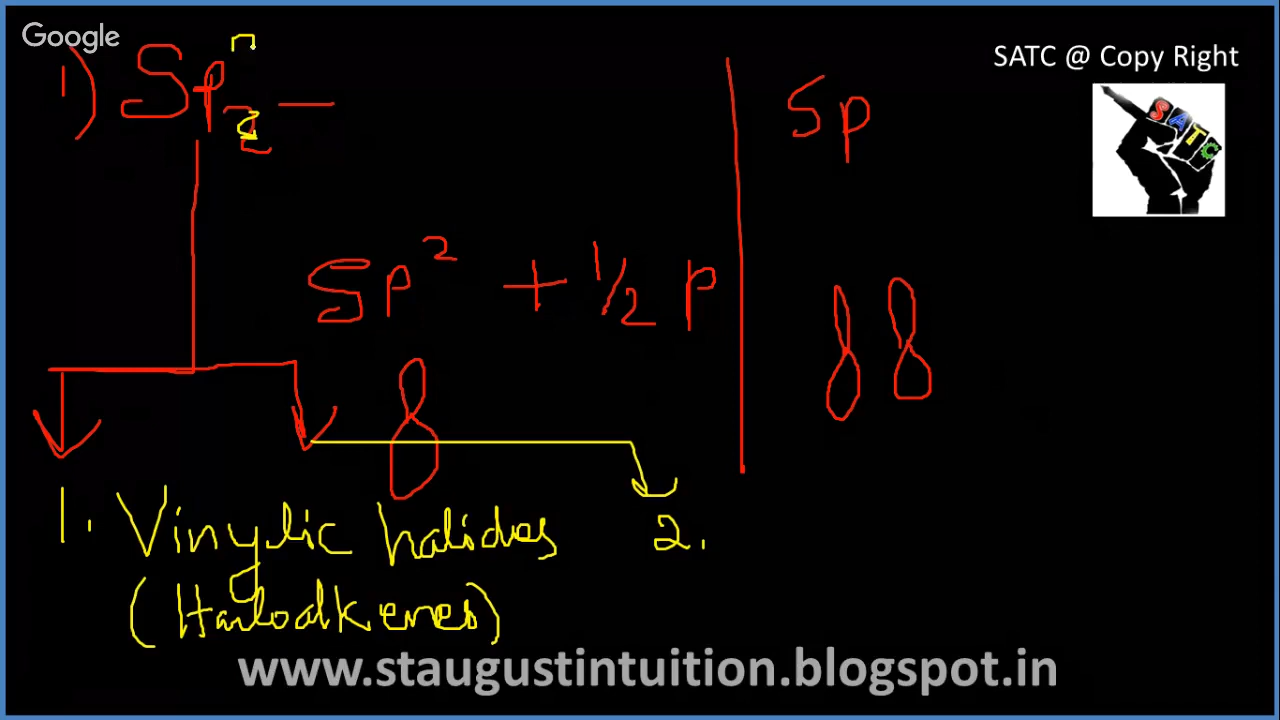 Google
SATC @ Copy Right
SATC
1) Sp² —
Sp
Sp² + 1/2 p
1. Vinylic halides
2.
(Haloalkenes)
www.staugustintuition.blogspot.in